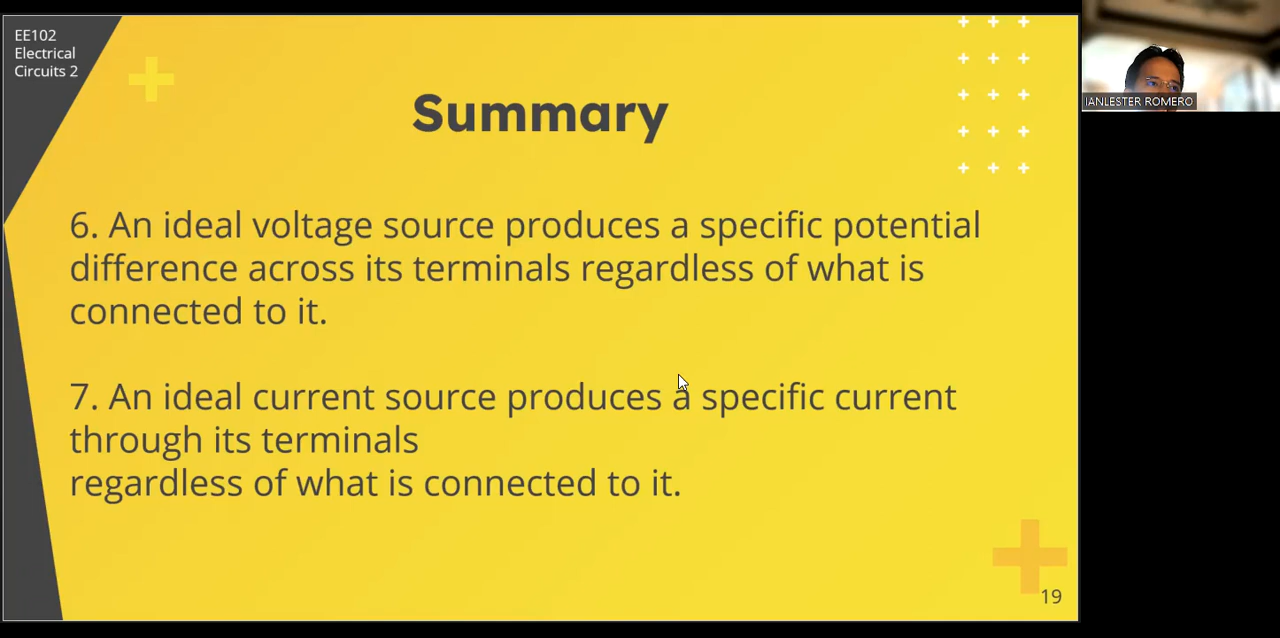 EE102
Electrical
Circuits 2
Summary
6. An ideal voltage source produces a specific potential
difference across its terminals regardless of what is
connected to it.
7. An ideal current source produces a specific current
through its terminals
regardless of what is connected to it.
19
IANLESTER ROMERO